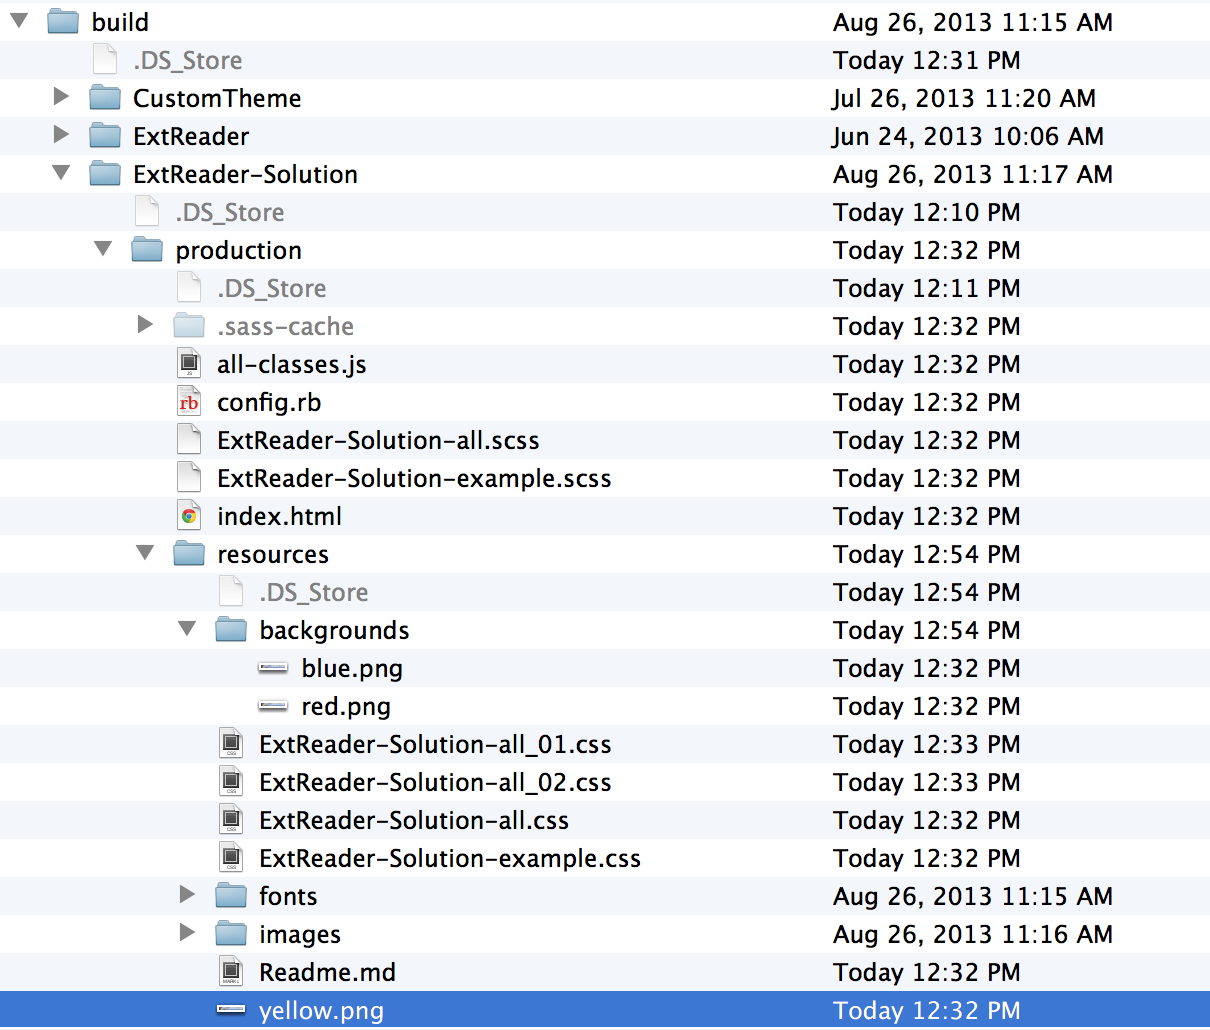 build Aug 26, 2013 11:15 AM
.DS_Store Today 12:31 PM
CustomTheme Jul 26, 2013 11:20 AM
ExtReader Jun 24, 2013 10:06 AM
ExtReader-Solution Aug 26, 2013 11:17 AM
.DS_Store Today 12:10 PM
production Today 12:32 PM
.DS_Store Today 12:11 PM
.sass-cache Today 12:32 PM
all-classes.js Today 12:32 PM
config.rb Today 12:32 PM
ExtReader-Solution-all.scss Today 12:32 PM
ExtReader-Solution-example.scss Today 12:32 PM
index.html Today 12:32 PM
resources Today 12:54 PM
.DS_Store Today 12:54 PM
backgrounds Today 12:54 PM
blue.png Today 12:32 PM
red.png Today 12:32 PM
ExtReader-Solution-all_01.css Today 12:33 PM
ExtReader-Solution-all_02.css Today 12:33 PM
ExtReader-Solution-all.css Today 12:32 PM
ExtReader-Solution-example.css Today 12:32 PM
fonts Aug 26, 2013 11:15 AM
images Aug 26, 2013 11:16 AM
Readme.md Today 12:32 PM
yellow.png Today 12:32 PM